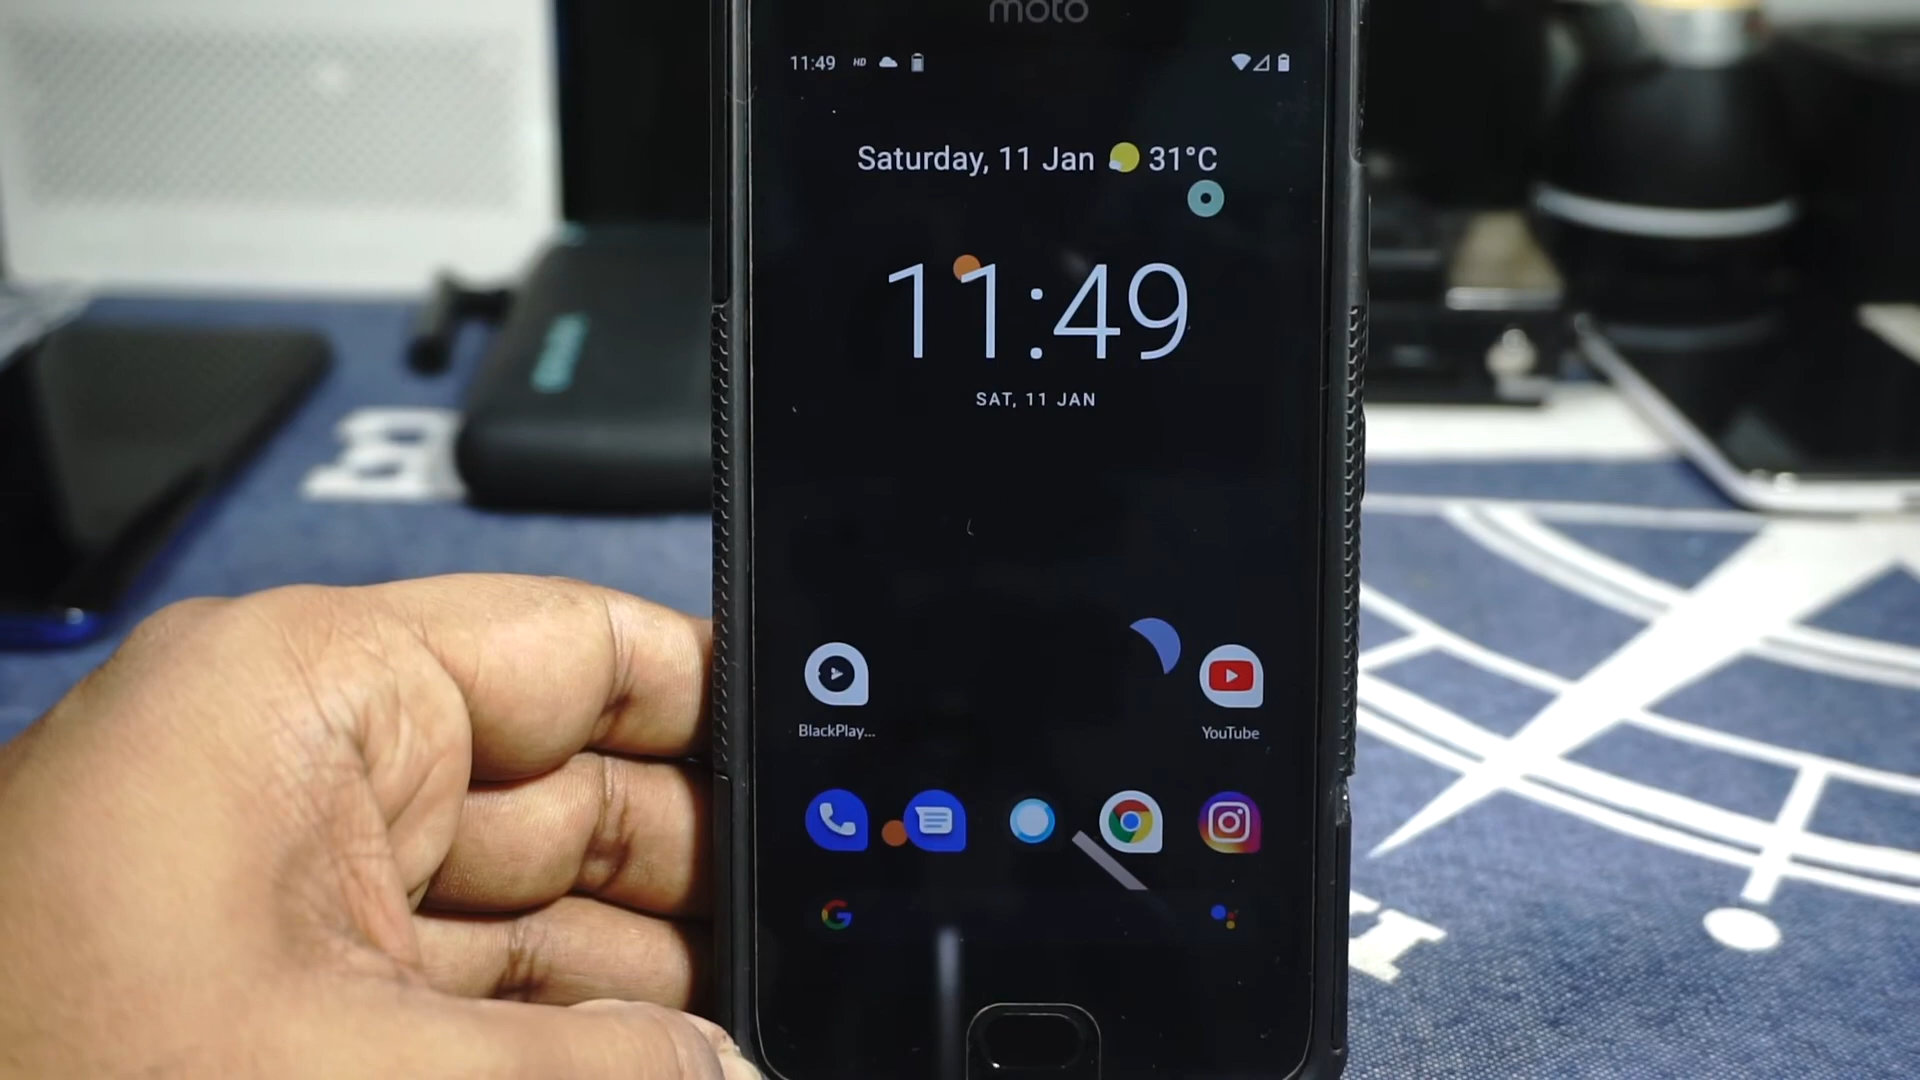 moto
11:49 HD
Saturday, 11 Jan 31°C
11:49
SAT, 11 JAN
BlackPlay...
YouTube
G